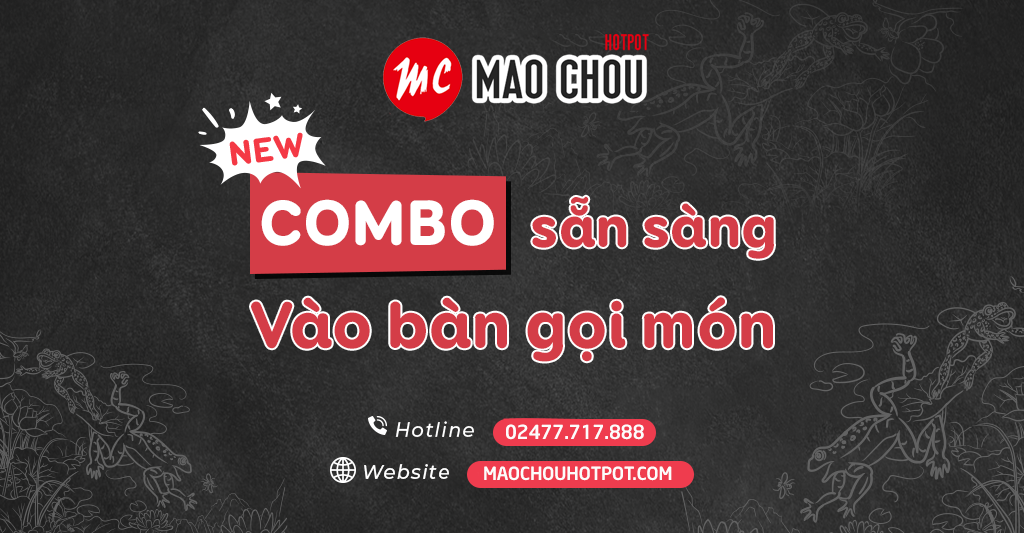 HOTPOT
MC MAO CHOU
NEW
COMBO sẵn sàng
Vào bàn gọi món
Hotline 02477.717.888
Website MAOCHOUHOTPOT.COM